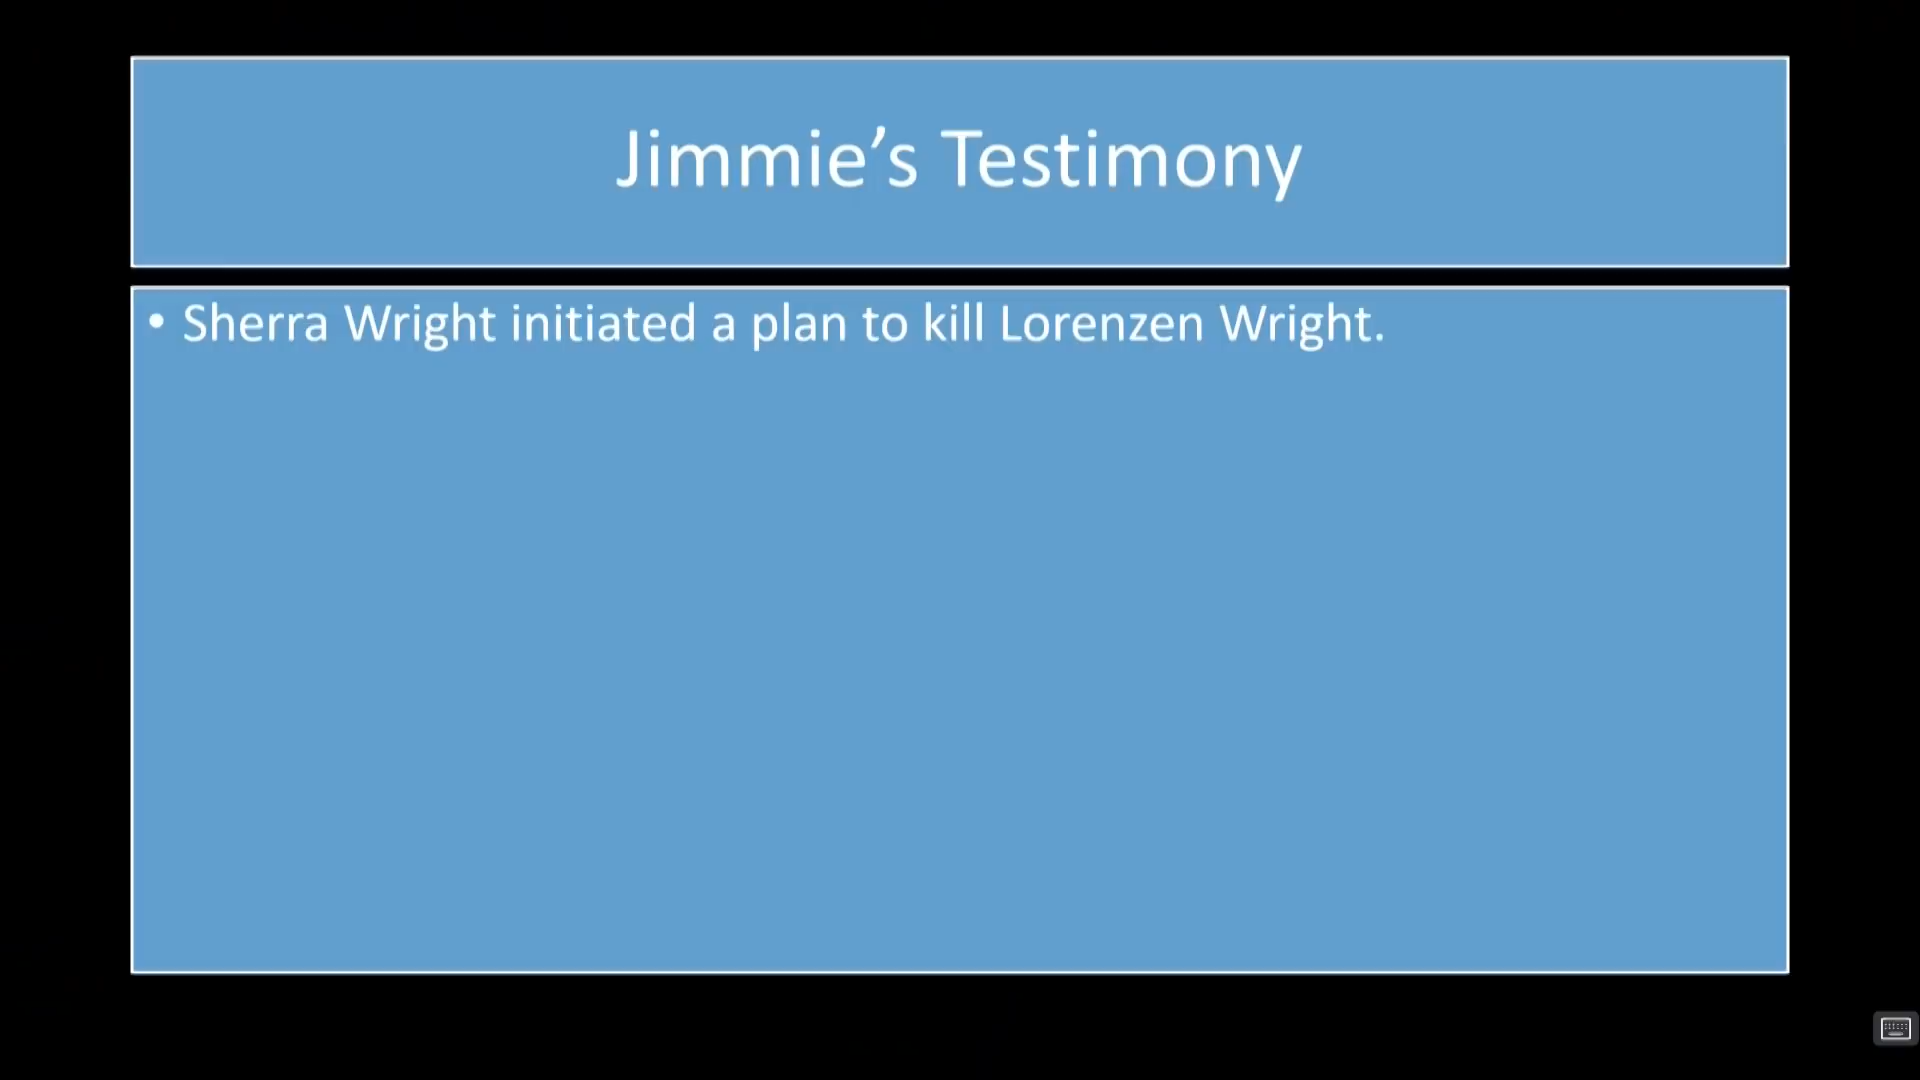 Jimmie’s Testimony
• Sherra Wright initiated a plan to kill Lorenzen Wright.